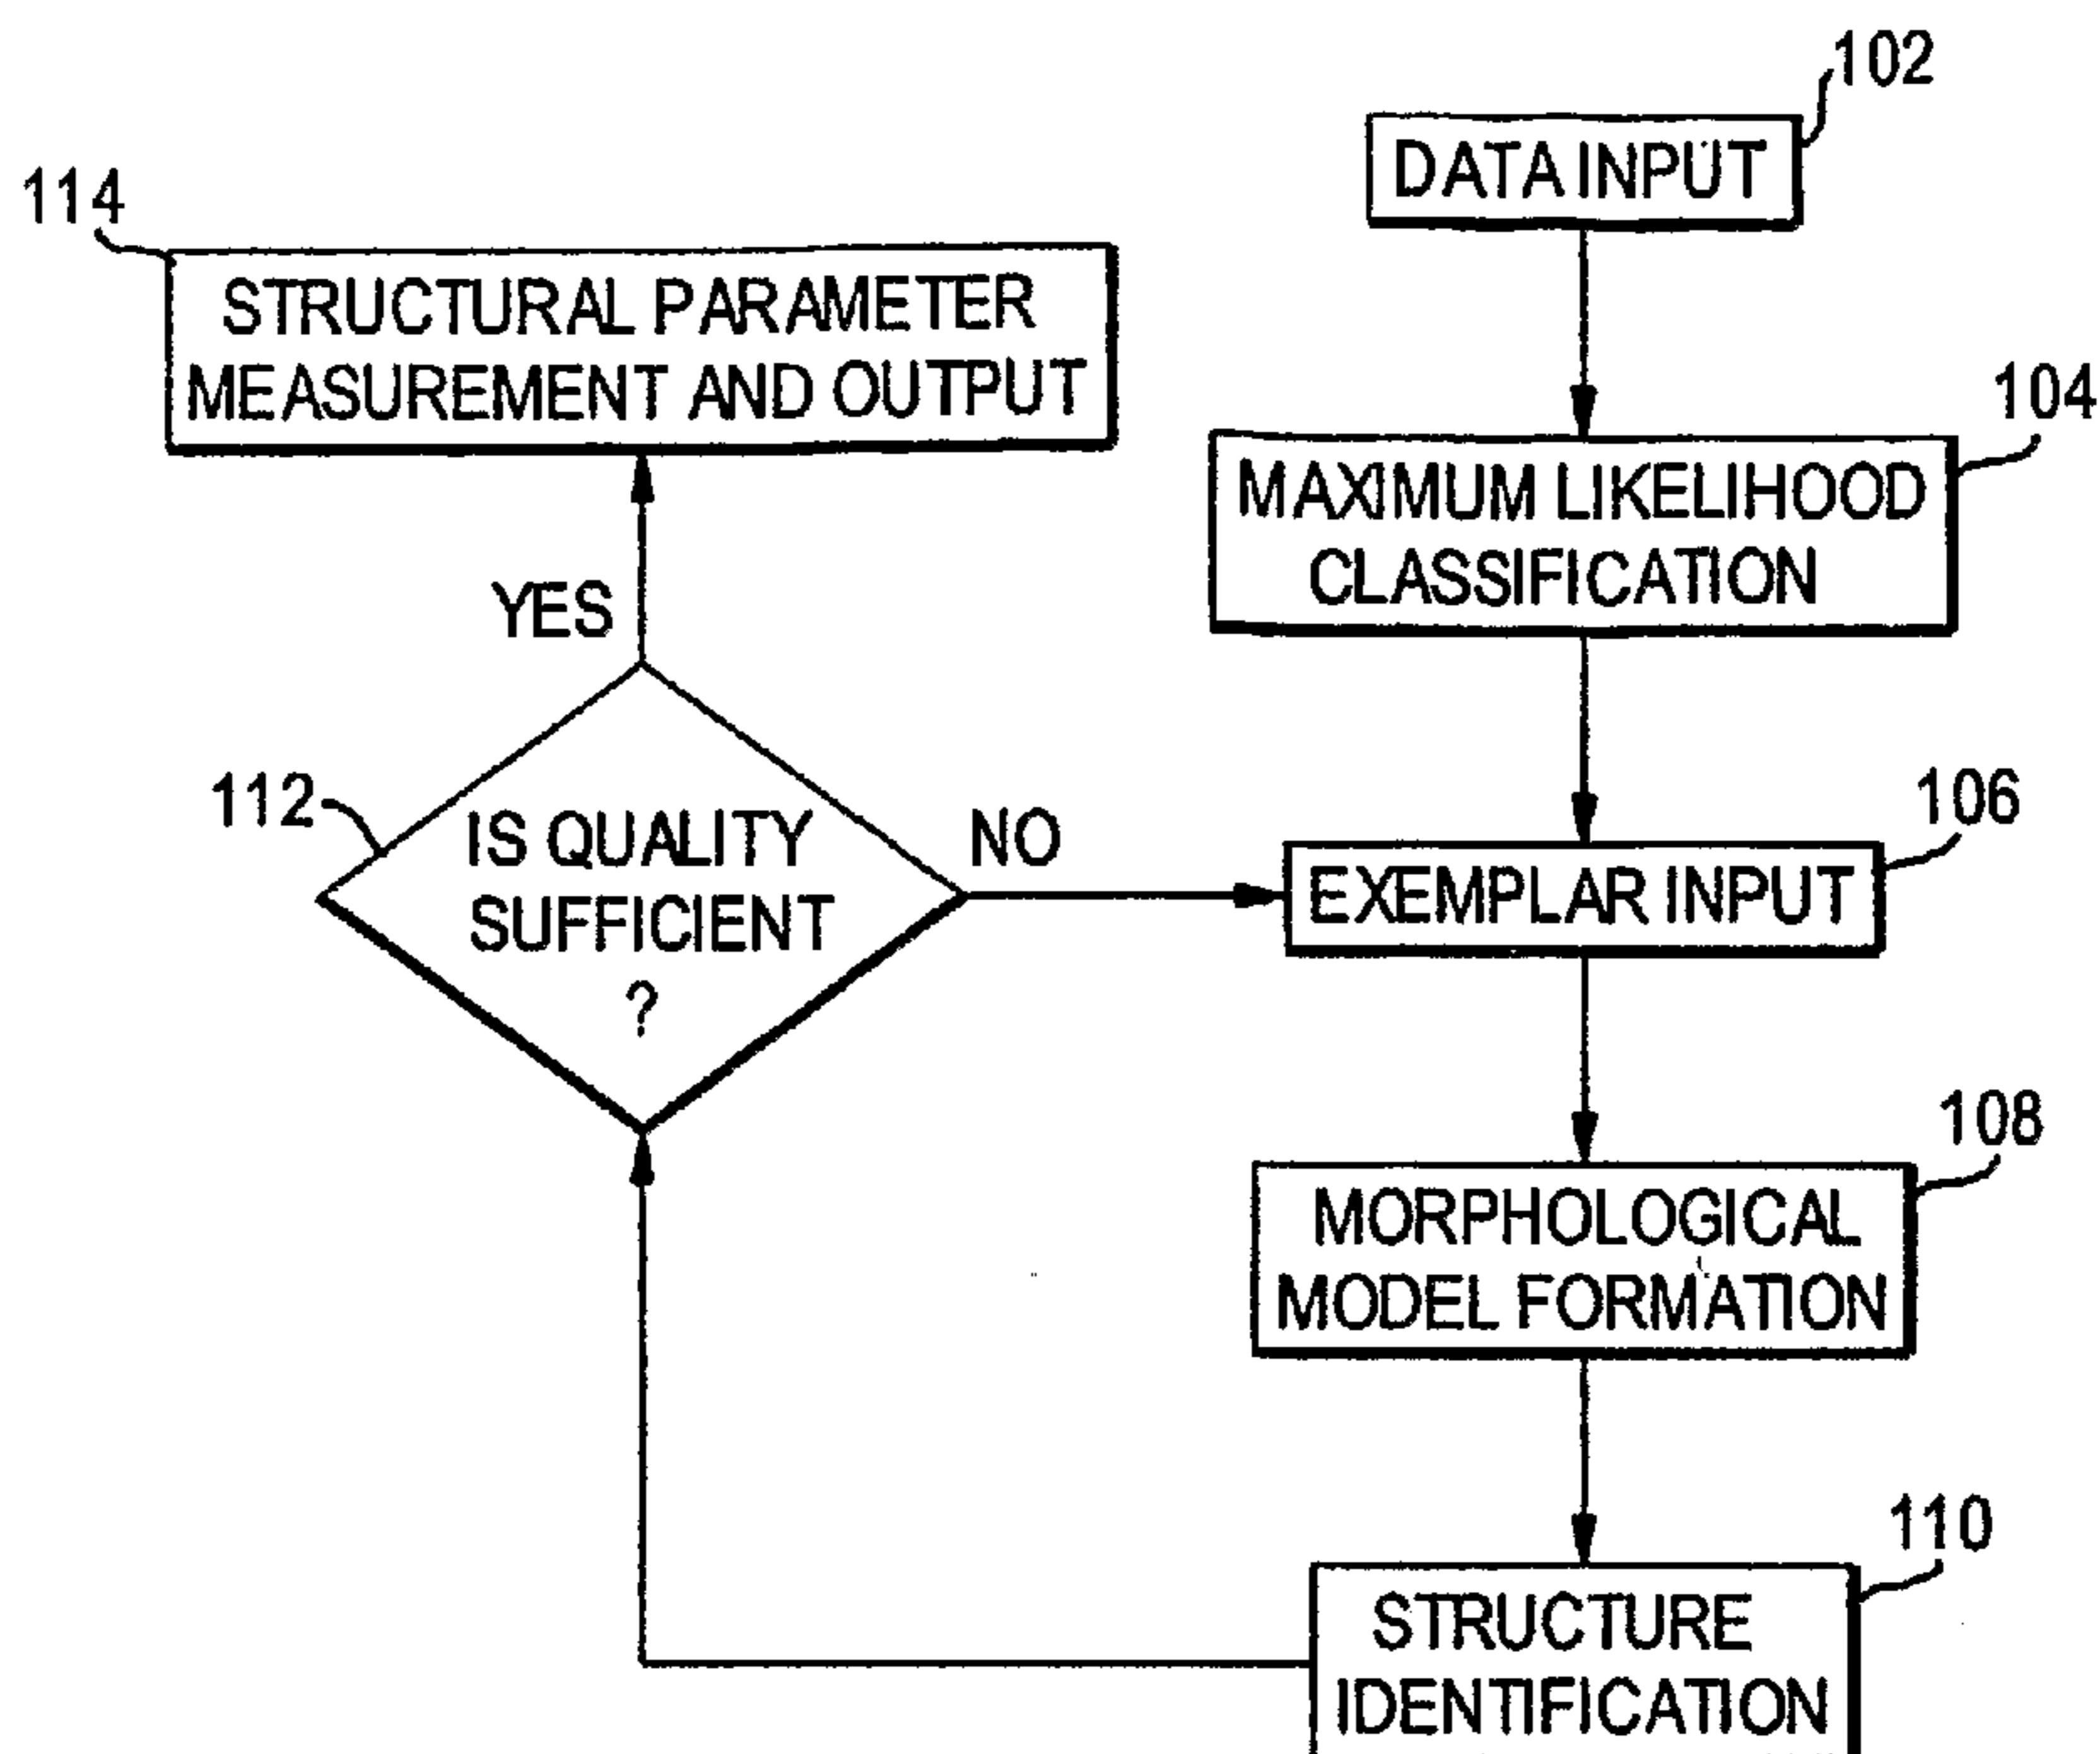 102
DATA INPUT
114
STRUCTURAL PARAMETER
MEASUREMENT AND OUTPUT
104
MAXIMUM LIKELIHOOD
CLASSIFICATION
YES
112
IS QUALITY
SUFFICIENT
?
NO
106
EXEMPLAR INPUT
108
MORPHOLOGICAL
MODEL FORMATION
110
STRUCTURE
IDENTIFICATION